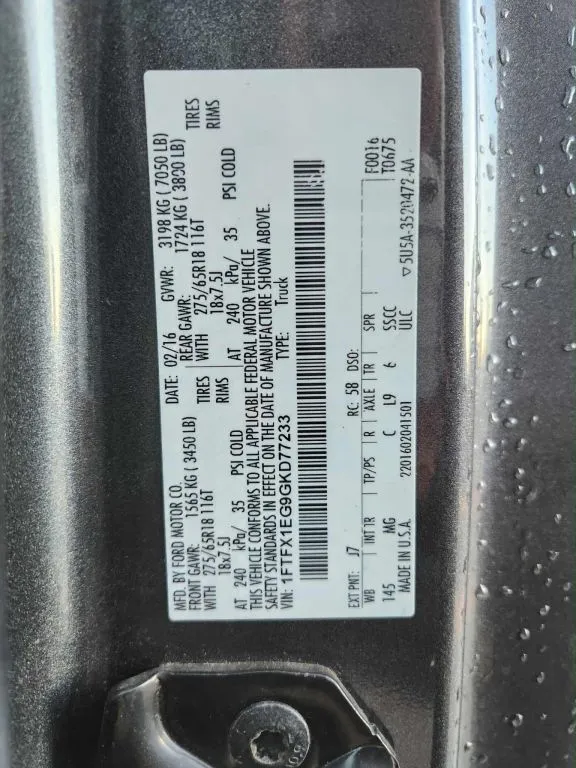 MFD. BY FORD MOTOR CO.
DATE: 02/16 GVWR: 3198 KG ( 7050 LB)
FRONT GAWR: 1565 KG ( 3450 LB) REAR GAWR: 1724 KG ( 3800 LB)
WITH 275/65R18 116T TIRES WITH 275/65R18 116T TIRES
18x7.5J RIMS 18x7.5J RIMS
AT 240 kPa/ 35 PSI COLD AT 240 kPa/ 35 PSI COLD
THIS VEHICLE CONFORMS TO ALL APPLICABLE FEDERAL MOTOR VEHICLE
SAFETY STANDARDS IN EFFECT ON THE DATE OF MANUFACTURE SHOWN ABOVE.
VIN: 1FTFX1EG9GKD77233 TYPE: Truck
F0016
T0675
EXT PNT: J7 RC: 58 DSO:
WB INT TR TP/PS R AXLE TR SPR
145 MG C L9 6 SSCC
ULC
▽5U5A-3520472-AA
MADE IN U.S.A. 2201602041501